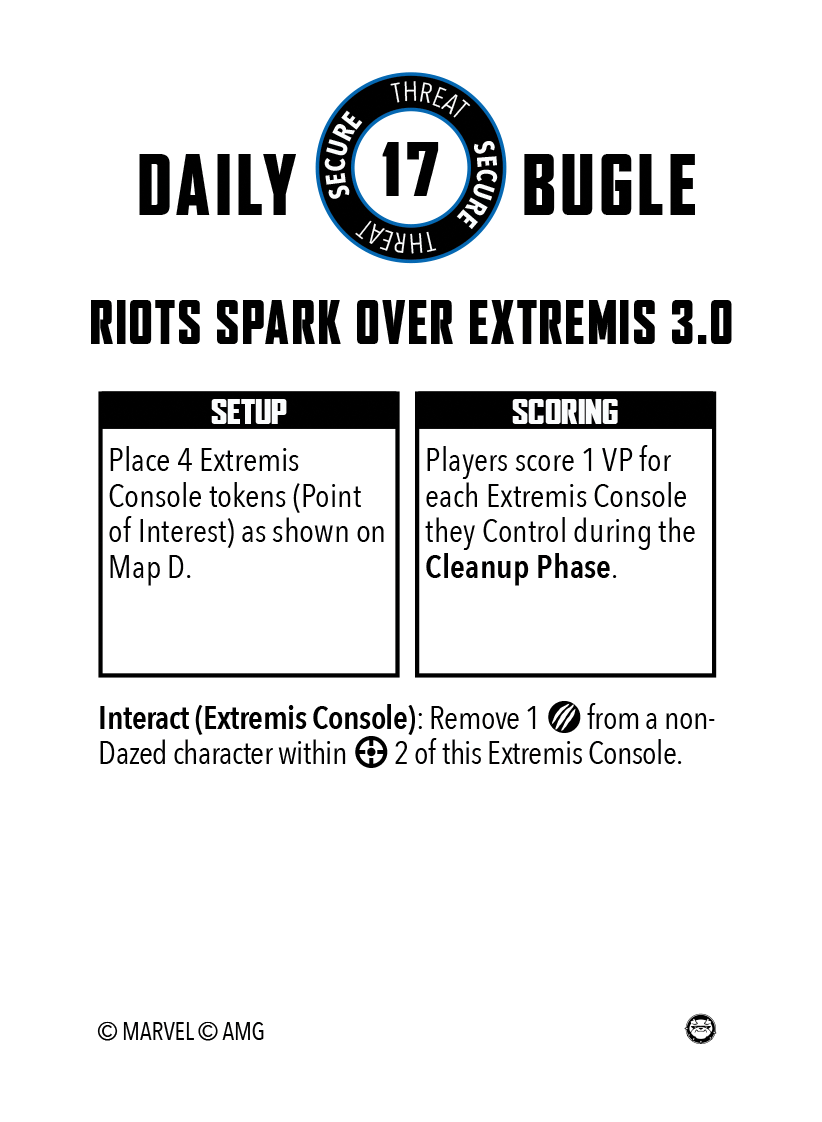 THREAT
SECURE
DAILY 17 BUGLE
SECURE
THREAT
RIOTS SPARK OVER EXTREMIS 3.0
SETUP
Place 4 Extremis
Console tokens (Point
of Interest) as shown on
Map D.
SCORING
Players score 1 VP for
each Extremis Console
they Control during the
Cleanup Phase.
Interact (Extremis Console): Remove 1 from a non-
Dazed character within 2 of this Extremis Console.
© MARVEL © AMG